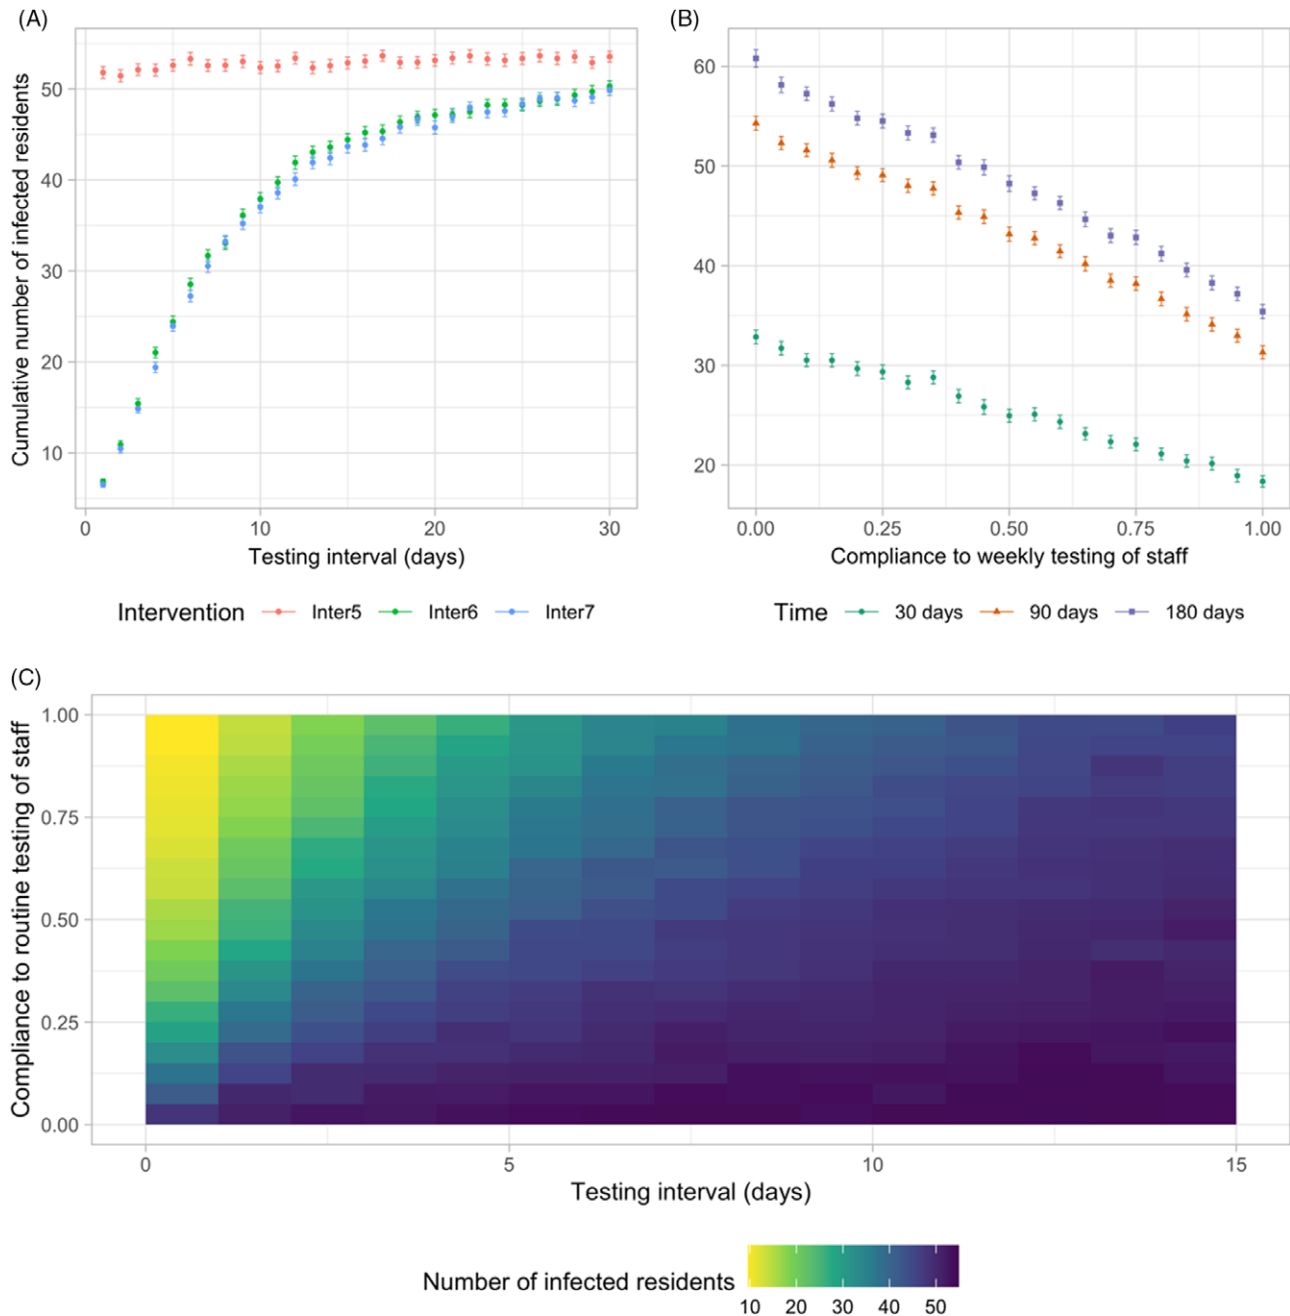 (A)
Cumulative number of infected residents
50
40
30
20
10
0 10 20 30
Testing interval (days)
Intervention Inter5 Inter6 Inter7
(B)
60
50
40
30
20
0.00 0.25 0.50 0.75 1.00
Compliance to weekly testing of staff
Time 30 days 90 days 180 days
(C)
Compliance to routine testing of staff
1.00
0.75
0.50
0.25
0.00
0 5 10 15
Testing interval (days)
Number of infected residents
10 20 30 40 50